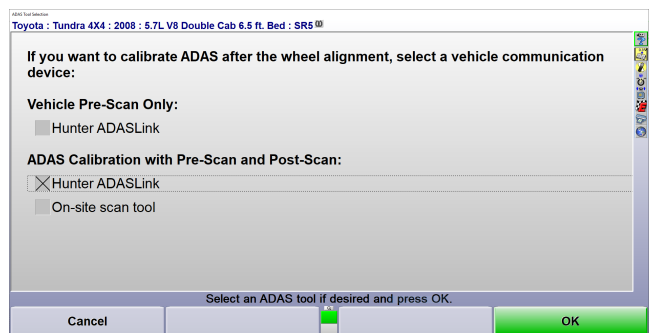 ADAS Tool Selection
Toyota : Tundra 4X4 : 2008 : 5.7L V8 Double Cab 6.5 ft. Bed : SR5
If you want to calibrate ADAS after the wheel alignment, select a vehicle communication
device:
Vehicle Pre-Scan Only:
Hunter ADASLink
ADAS Calibration with Pre-Scan and Post-Scan:
Hunter ADASLink
On-site scan tool
Select an ADAS tool if desired and press OK.
Cancel
OK